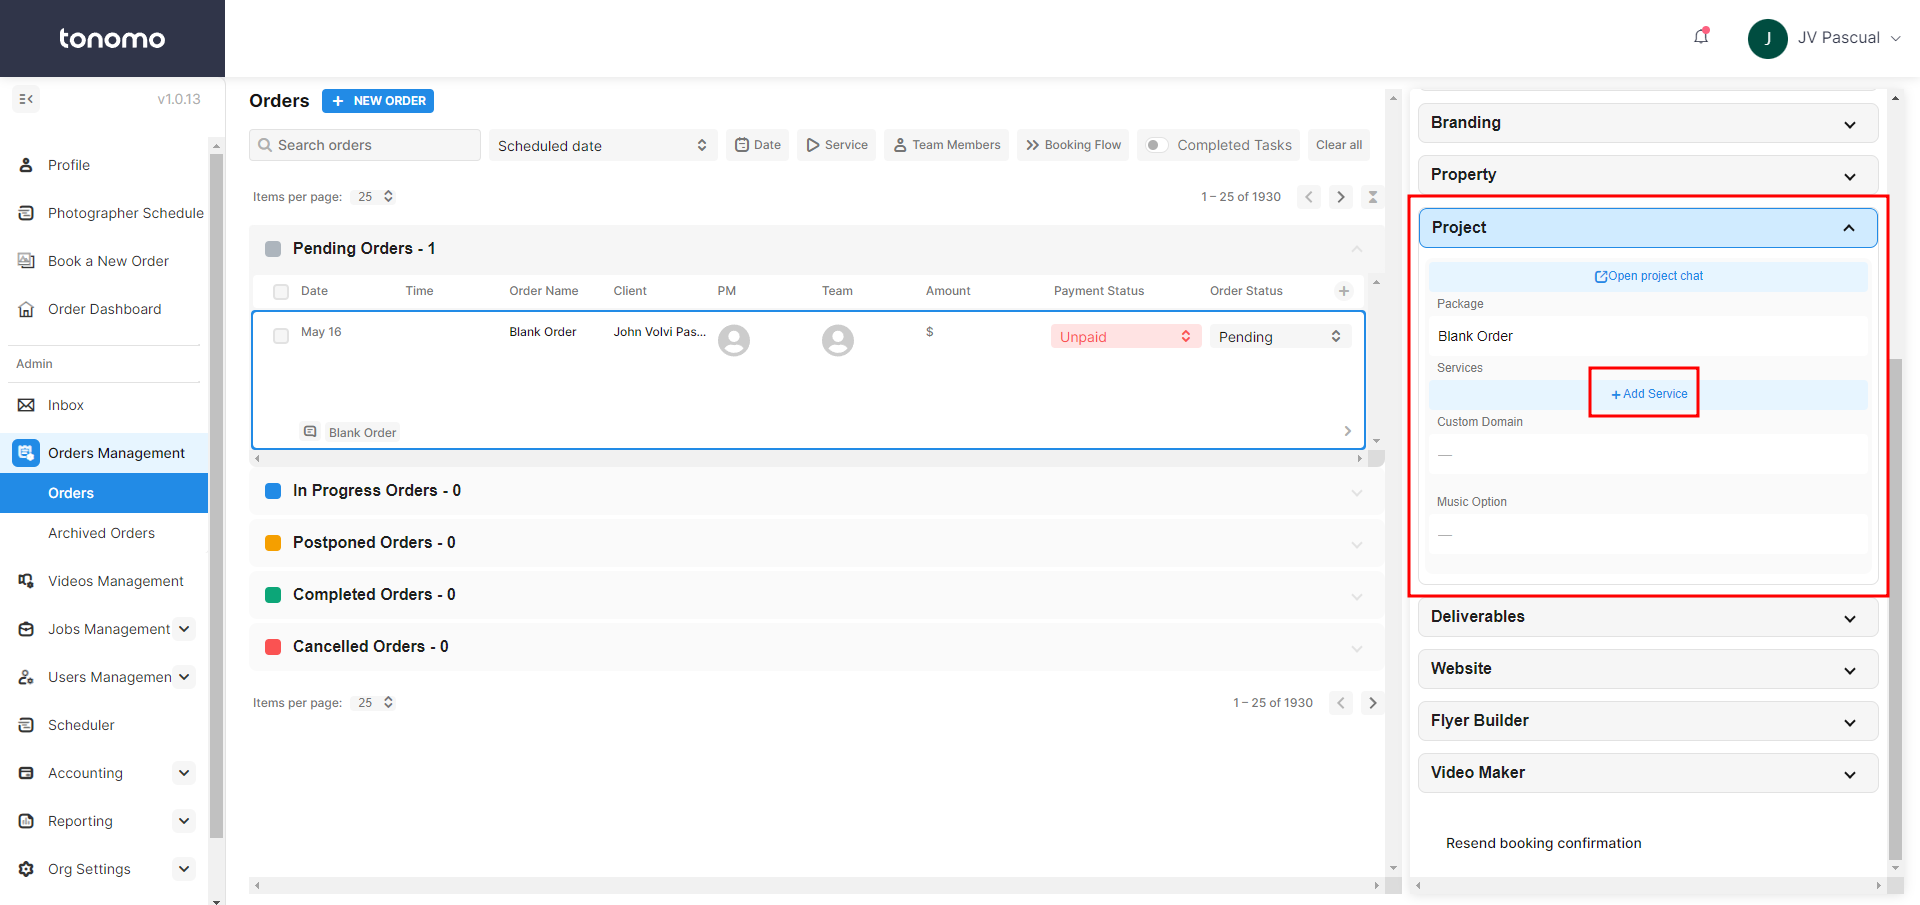 tonomo
JV Pascual
J
v1.0.13
Profile
Photographer Schedule
Book a New Order
Order Dashboard
Admin
Inbox
Orders Management
Orders
Archived Orders
Videos Management
Jobs Management
Users Managemen
Scheduler
Accounting
Reporting
Org Settings
Orders + NEW ORDER
Search orders Scheduled date Date Service Team Members Booking Flow Completed Tasks Clear all
Items per page: 25 1 – 25 of 1930
Pending Orders - 1
Date Time Order Name Client PM Team Amount Payment Status Order Status +
May 16 Blank Order John Volvi Pas... $ Unpaid Pending
Blank Order
In Progress Orders - 0
Postponed Orders - 0
Completed Orders - 0
Cancelled Orders - 0
Items per page: 25 1 – 25 of 1930
Branding
Property
Project
Open project chat
Package
Blank Order
Services
+ Add Service
Custom Domain
—
Music Option
—
Deliverables
Website
Flyer Builder
Video Maker
Resend booking confirmation